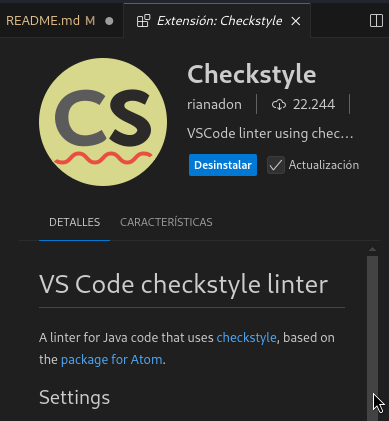 README.md M
Extensión: Checkstyle
CS
Checkstyle
rianadon 22.244
VSCode linter using chec...
Desinstalar Actualización
DETALLES CARACTERÍSTICAS
VS Code checkstyle linter
A linter for Java code that uses checkstyle, based on
the package for Atom.
Settings